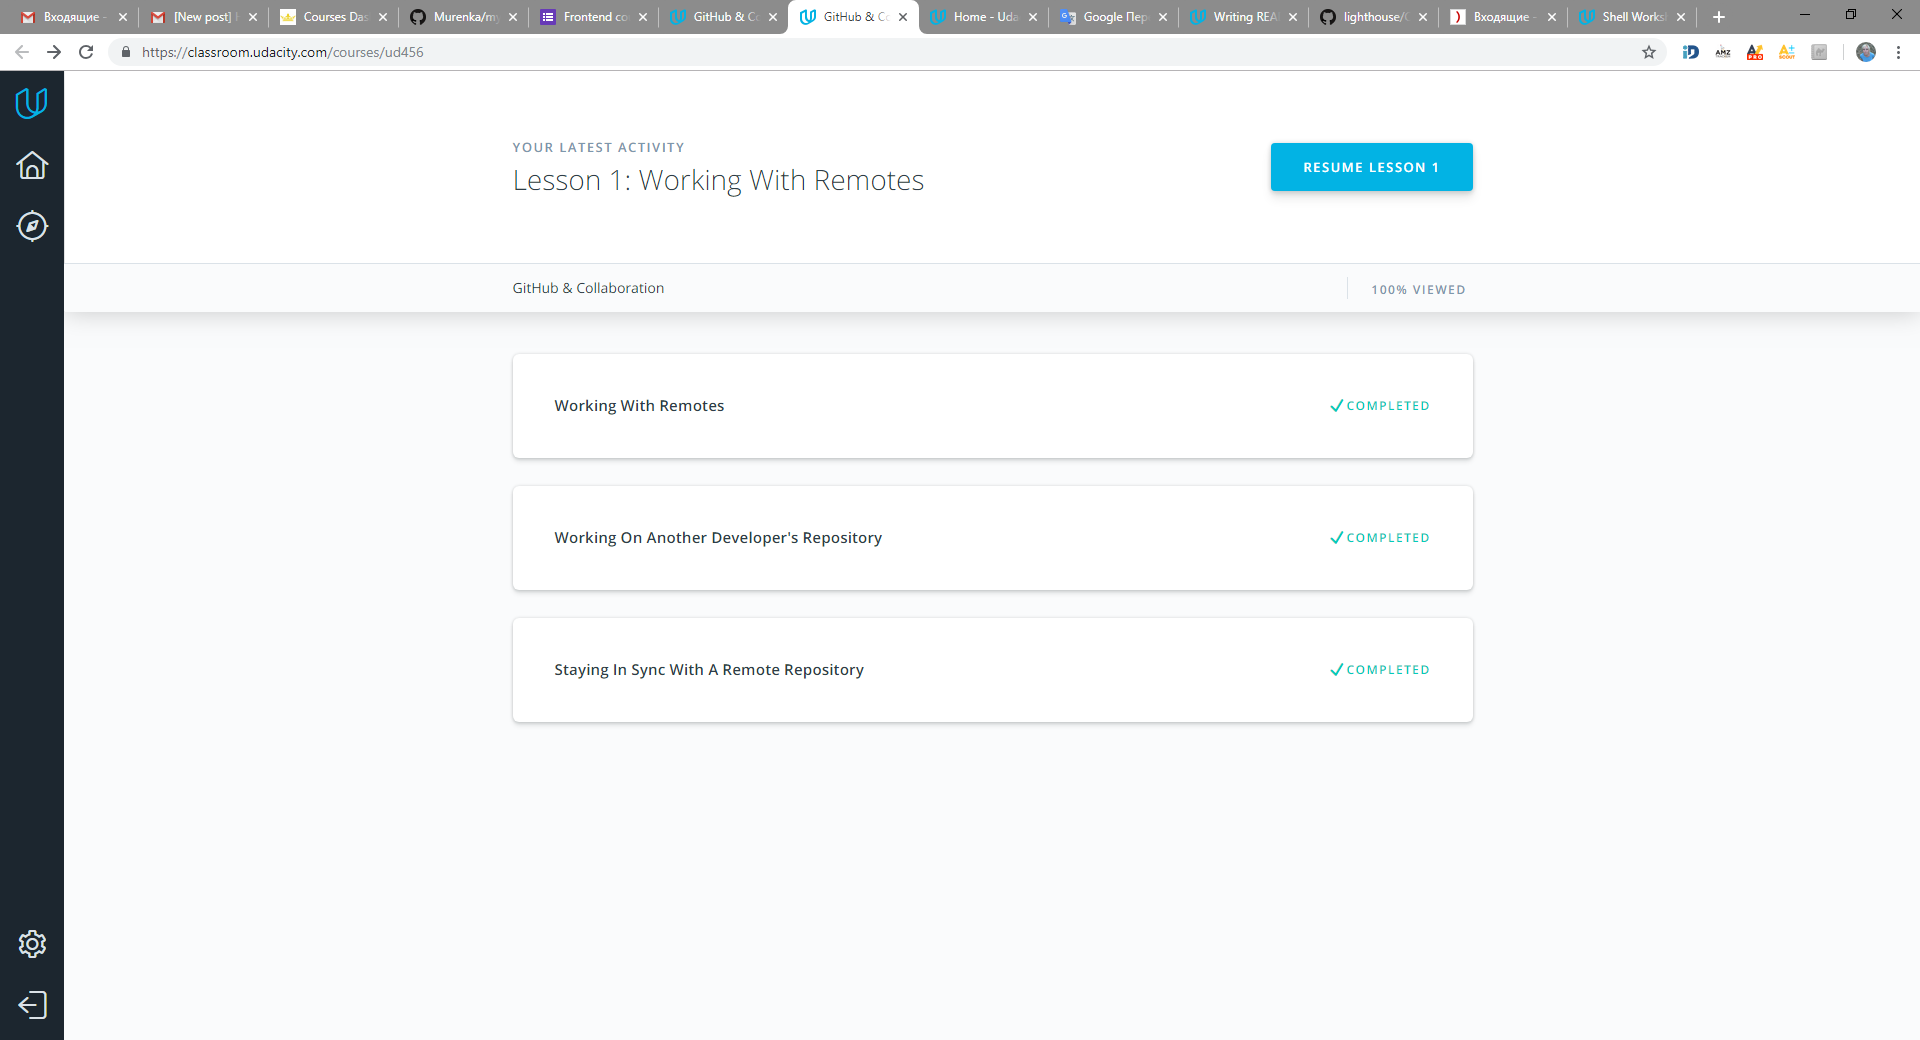 Входящие -
[New post]
Courses Das
Murenka/my
Frontend co
GitHub & Co
GitHub & Co
Home - Uda
Google Пер
Writing REA
lighthouse/
Входящие -
Shell Works
https://classroom.udacity.com/courses/ud456
YOUR LATEST ACTIVITY
Lesson 1: Working With Remotes
RESUME LESSON 1
GitHub & Collaboration
100% VIEWED
Working With Remotes
COMPLETED
Working On Another Developer's Repository
COMPLETED
Staying In Sync With A Remote Repository
COMPLETED